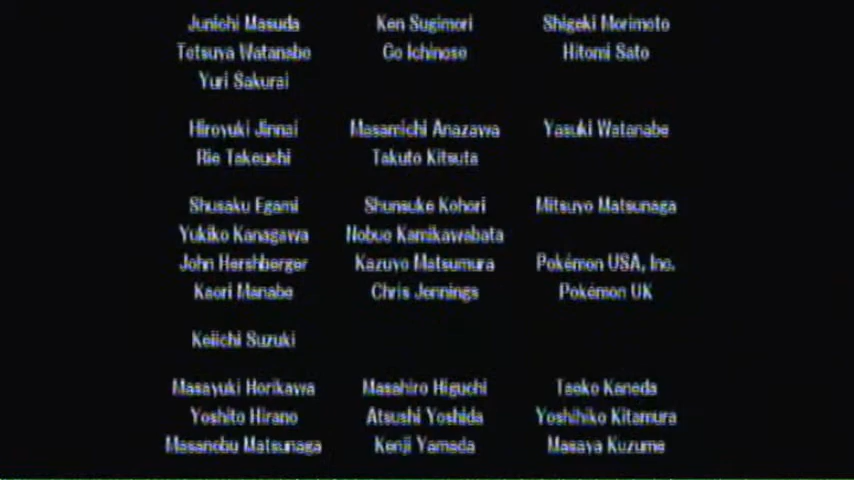 Junichi Masuda Ken Sugimori Shigeki Morimoto
Tetsuya Watanabe Go Ichinose Hitomi Sato
Yuri Sakurai
Hiroyuki Jinnai Masamichi Anazawa Yasuki Watanabe
Rie Takeuchi Takuto Kitsuta
Shusaku Egami Shunsuke Kohori Mitsuyo Matsunaga
Yukiko Kanagawa Nobuo Kamikawabata
John Hershberger Kazuyo Matsumura Pokémon USA, Inc.
Kaori Manabe Chris Jennings Pokémon UK
Keiichi Suzuki
Masayuki Horikawa Masahiro Higuchi Taeko Kaneda
Yoshito Hirano Atsushi Yoshida Yoshihiko Kitamura
Masanobu Matsunaga Kenji Yamada Masaya Kuzume